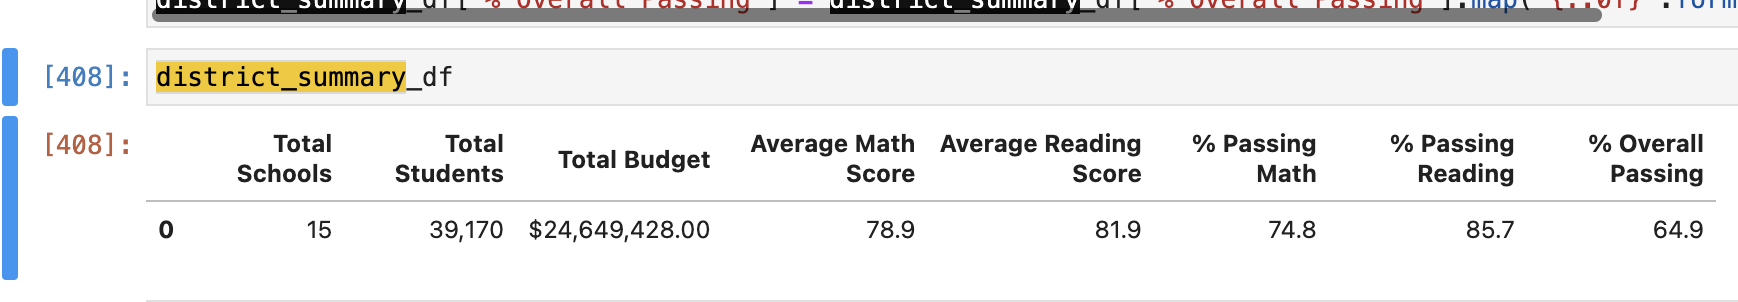 district_summary_df["% Overall Passing"] = district_summary_df["% Overall Passing"].map("{:.
[408]: district_summary_df
[408]:
Total Schools Total Students Total Budget Average Math Score Average Reading Score % Passing Math % Passing Reading % Overall Passing
0 15 39,170 $24,649,428.00 78.9 81.9 74.8 85.7 64.9